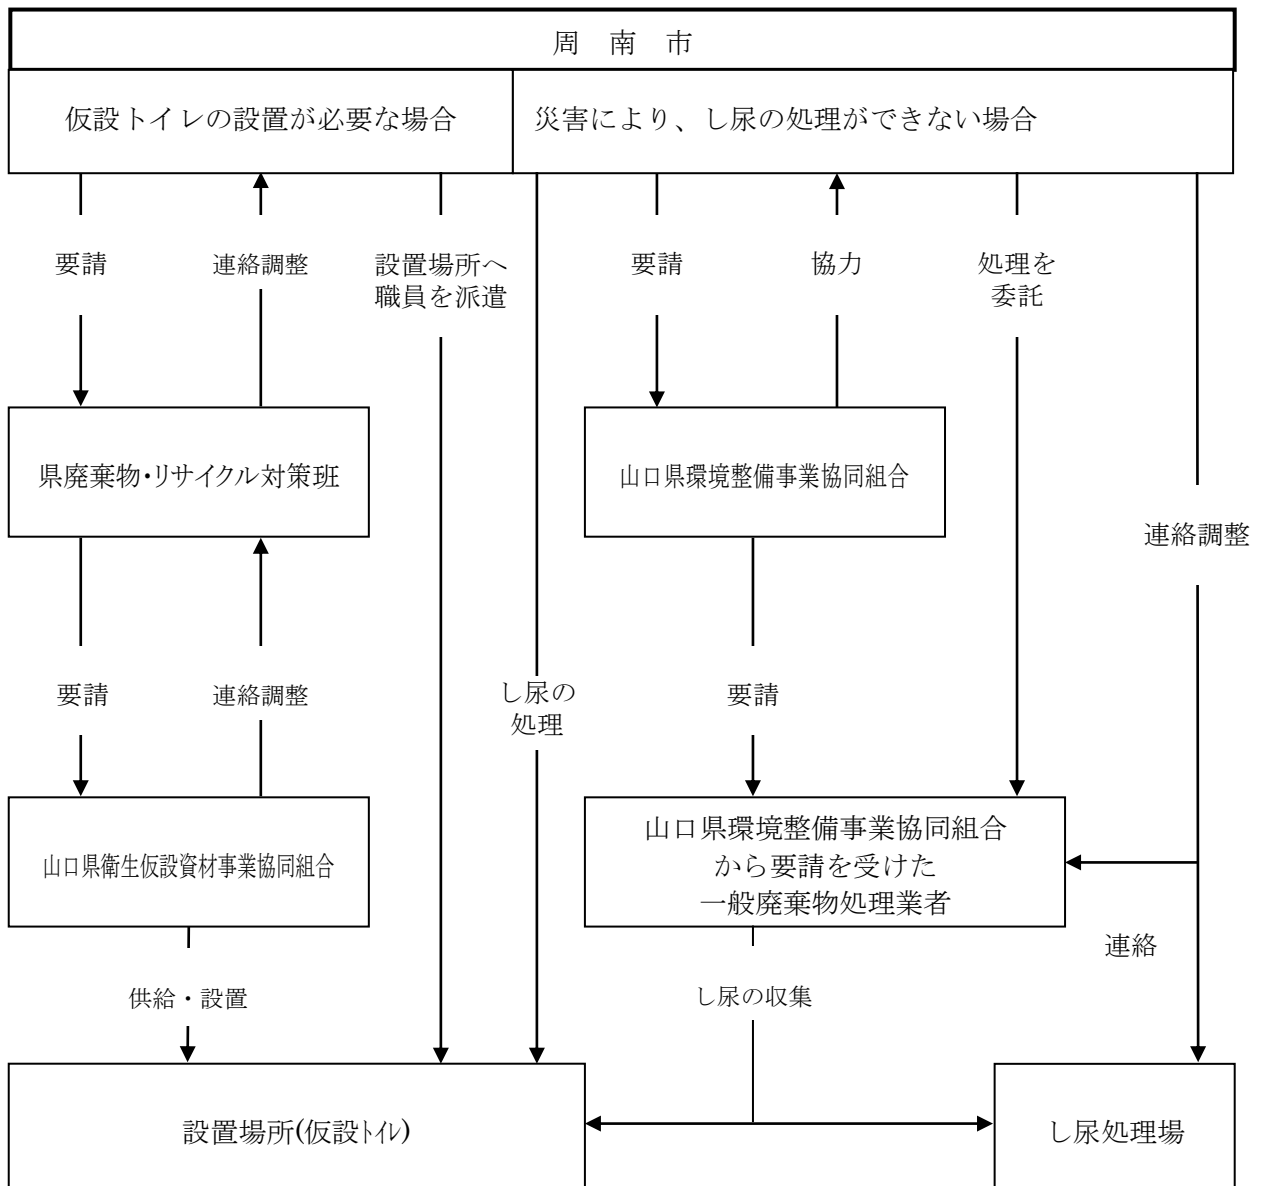 周　南　市
仮設トイレの設置が必要な場合
災害により、し尿の処理ができない場合
要請
連絡調整
設置場所へ
職員を派遣
要請
協力
処理を
委託
県廃棄物・リサイクル対策班
山口県環境整備事業協同組合
連絡調整
要請
連絡調整
し尿の
処理
要請
山口県衛生仮設資材事業協同組合
山口県環境整備事業協同組合
から要請を受けた
一般廃棄物処理業者
連絡
供給・設置
し尿の収集
設置場所(仮設ﾄｲﾚ)
し尿処理場